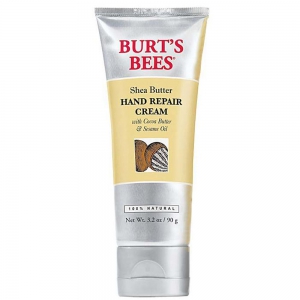 BURT'S
BEES®
Shea Butter
HAND REPAIR
CREAM
with Cocoa Butter
& Sesame Oil
100% NATURAL
Net Wt. 3.2 oz / 90 g